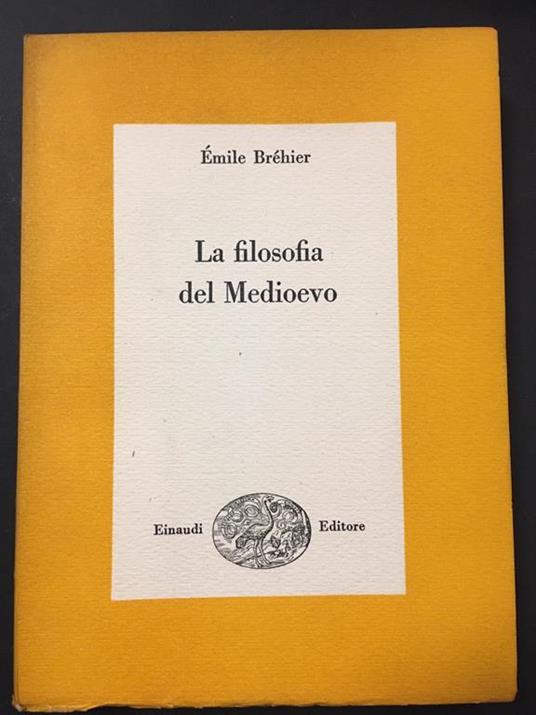 Émile Bréhier
La filosofia
del Medioevo
Einaudi Editore